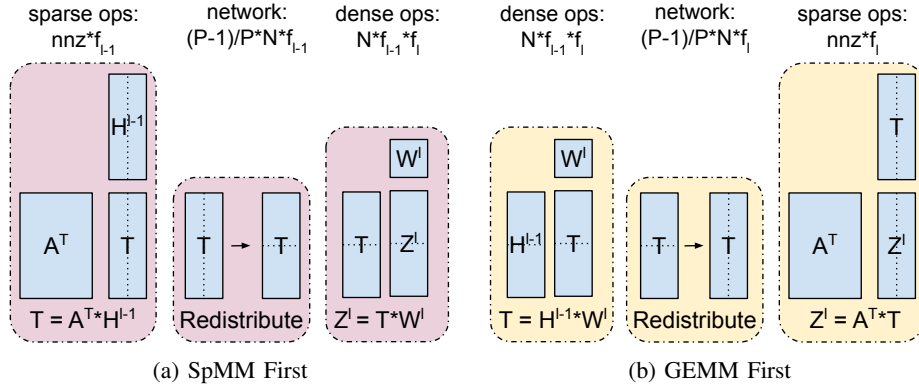 sparse ops: network: dense ops: dense ops: network: sparse ops:
nnz*f_{l-1} (P-1)/P*N*f_{l-1} N*f_{l-1}*f_l N*f_{l-1}*f_l (P-1)/P*N*f_l nnz*f_l
H^{l-1} T
W^l W^l
A^T T T → T T Z^l H^{l-1} T T → T A^T Z^l
T = A^T*H^{l-1} Redistribute Z^l = T*W^l T = H^{l-1}*W^l Redistribute Z^l = A^T*T
(a) SpMM First (b) GEMM First